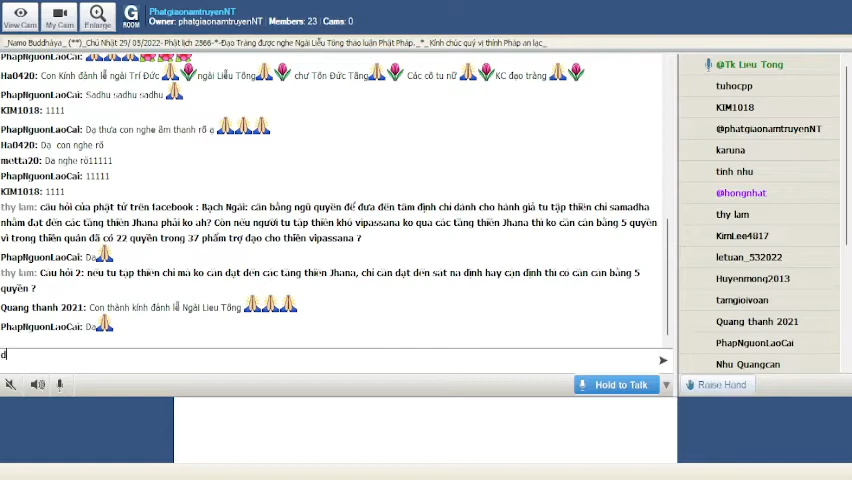 View Cam
My Cam
Enlarge
G
ROOM
PhatgiaonamtruyenNT
Owner: phatgiaonamtruyenNT | Members: 23 | Cams: 0
_Namo Buddhāya_ (**)_Chủ Nhật 29/ 05/2022- Phật lịch 2566-*-Đạo Tràng được nghe Ngài Liễu Tông thảo luận Phật Pháp._*_ Kính chúc quý vị thính Pháp an lạc_
PhapNguonLaoCai:
Ha0420: Con Kính đảnh lễ ngài Trí Đức ngài Liễu Tông chư Tôn Đức Tăng Các cô tu nữ KC đạo tràng
PhapNguonLaoCai: Sadhu sadhu sadhu
KIM1018: 1111
PhapNguonLaoCai: Dạ thưa con nghe âm thanh rõ ạ
Ha0420: Dạ con nghe rõ
metta20: Da nghe rõ11111
PhapNguonLaoCai: 11111
KIM1018: 1111
thy lam: câu hỏi của phật tử trên facebook : Bạch Ngài: cân bằng ngũ quyền để đưa đến tâm định chỉ dành cho hành giả tu tập thiền chỉ samadha
nhằm đạt đến các tầng thiền Jhana phải ko ah? Còn nếu người tu tập thiền khô vipassana ko qua các tầng thiền Jhana thì ko cần cân bằng 5 quyền
vì trong thiền quán đã có 22 quyền trong 37 phẩm trợ đạo cho thiền vipassana ?
PhapNguonLaoCai: Dạ
thy lam: Câu hỏi 2: nếu tu tập thiền chỉ mà ko cần đạt đến các tầng thiền Jhana, chỉ cần đạt đến sát na định hay cận định thì có cần cân bằng 5
quyền ?
Quang thanh 2021: Con thành kính đảnh lễ Ngài Lieu Tông
PhapNguonLaoCai: Dạ
d
Hold to Talk
@Tk Lieu Tong
tuhocpp
KIM1018
@phatgiaonamtruyenNT
karuna
tinh nhu
@hongnhat
thy lam
KimLee4817
letuan_532022
Huyenmong2013
tamgioivoan
Quang thanh 2021
PhapNguonLaoCai
Nhu Quangcan
Raise Hand